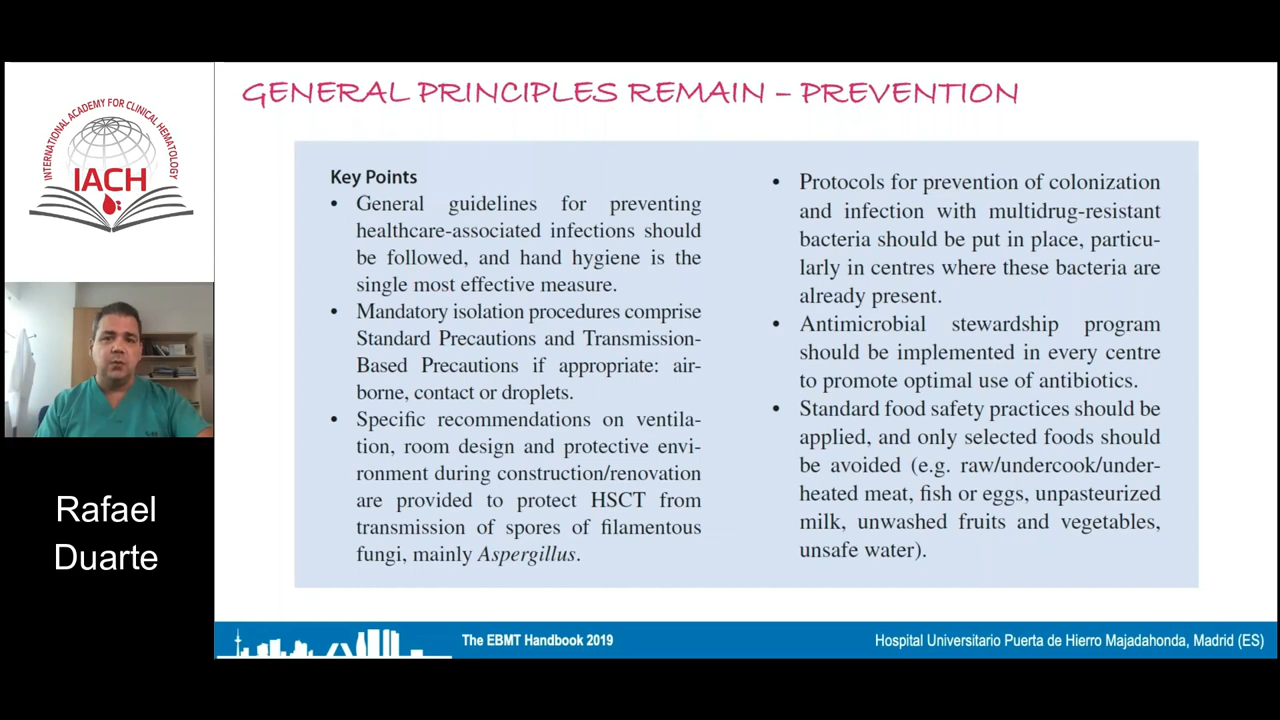 GENERAL PRINCIPLES REMAIN – PREVENTION
INTERNATIONAL ACADEMY FOR CLINICAL HEMATOLOGY
IACH
Rafael
Duarte
Key Points
• General guidelines for preventing
healthcare-associated infections should
be followed, and hand hygiene is the
single most effective measure.
• Mandatory isolation procedures comprise
Standard Precautions and Transmission-
Based Precautions if appropriate: air-
borne, contact or droplets.
• Specific recommendations on ventila-
tion, room design and protective envi-
ronment during construction/renovation
are provided to protect HSCT from
transmission of spores of filamentous
fungi, mainly Aspergillus.
• Protocols for prevention of colonization
and infection with multidrug-resistant
bacteria should be put in place, particu-
larly in centres where these bacteria are
already present.
• Antimicrobial stewardship program
should be implemented in every centre
to promote optimal use of antibiotics.
• Standard food safety practices should be
applied, and only selected foods should
be avoided (e.g. raw/undercook/under-
heated meat, fish or eggs, unpasteurized
milk, unwashed fruits and vegetables,
unsafe water).
The EBMT Handbook 2019
Hospital Universitario Puerta de Hierro Majadahonda, Madrid (ES)